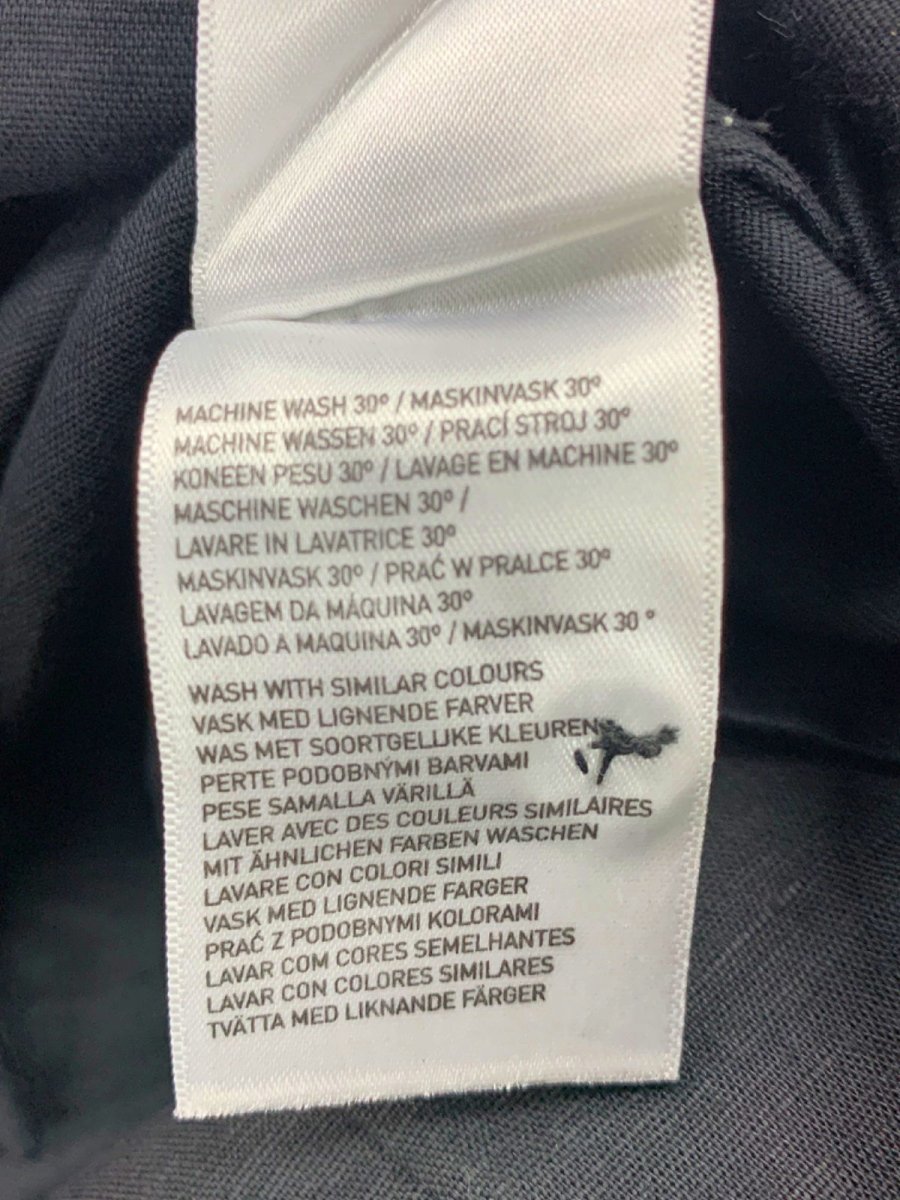 MACHINE WASH 30° / MASKINVASK 30°
MACHINE WASSEN 30° / PRACÍ STROJ 30°
KONEEN PESU 30° / LAVAGE EN MACHINE 30°
MASCHINE WASCHEN 30° /
LAVARE IN LAVATRICE 30°
MASKINVASK 30° / PRAĆ W PRALCE 30°
LAVAGEM DA MÁQUINA 30°
LAVADO A MAQUINA 30° / MASKINVASK 30 °
WASH WITH SIMILAR COLOURS
VASK MED LIGNENDE FARVER
WAS MET SOORTGELIJKE KLEUREN
PERTE PODOBNÝMI BARVAMI
PESE SAMALLA VÄRILLÄ
LAVER AVEC DES COULEURS SIMILAIRES
MIT ÄHNLICHEN FARBEN WASCHEN
LAVARE CON COLORI SIMILI
VASK MED LIGNENDE FARGER
PRAĆ Z PODOBNYMI KOLORAMI
LAVAR COM CORES SEMELHANTES
LAVAR CON COLORES SIMILARES
TVÄTTA MED LIKNANDE FÄRGER